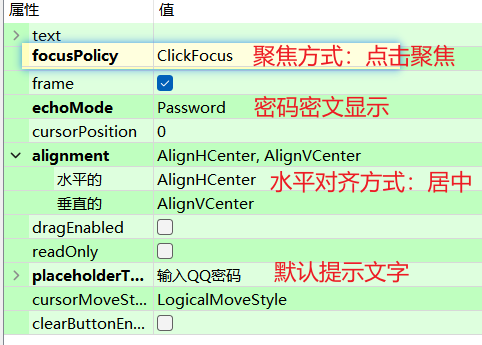 属性 值
text
focusPolicy ClickFocus 聚焦方式：点击聚焦
frame
echoMode Password 密码密文显示
cursorPosition 0
alignment AlignHCenter, AlignVCenter
水平的 AlignHCenter 水平对齐方式：居中
垂直的 AlignVCenter
dragEnabled
readOnly
placeholderT... 输入QQ密码 默认提示文字
cursorMoveSt... LogicalMoveStyle
clearButtonEn...